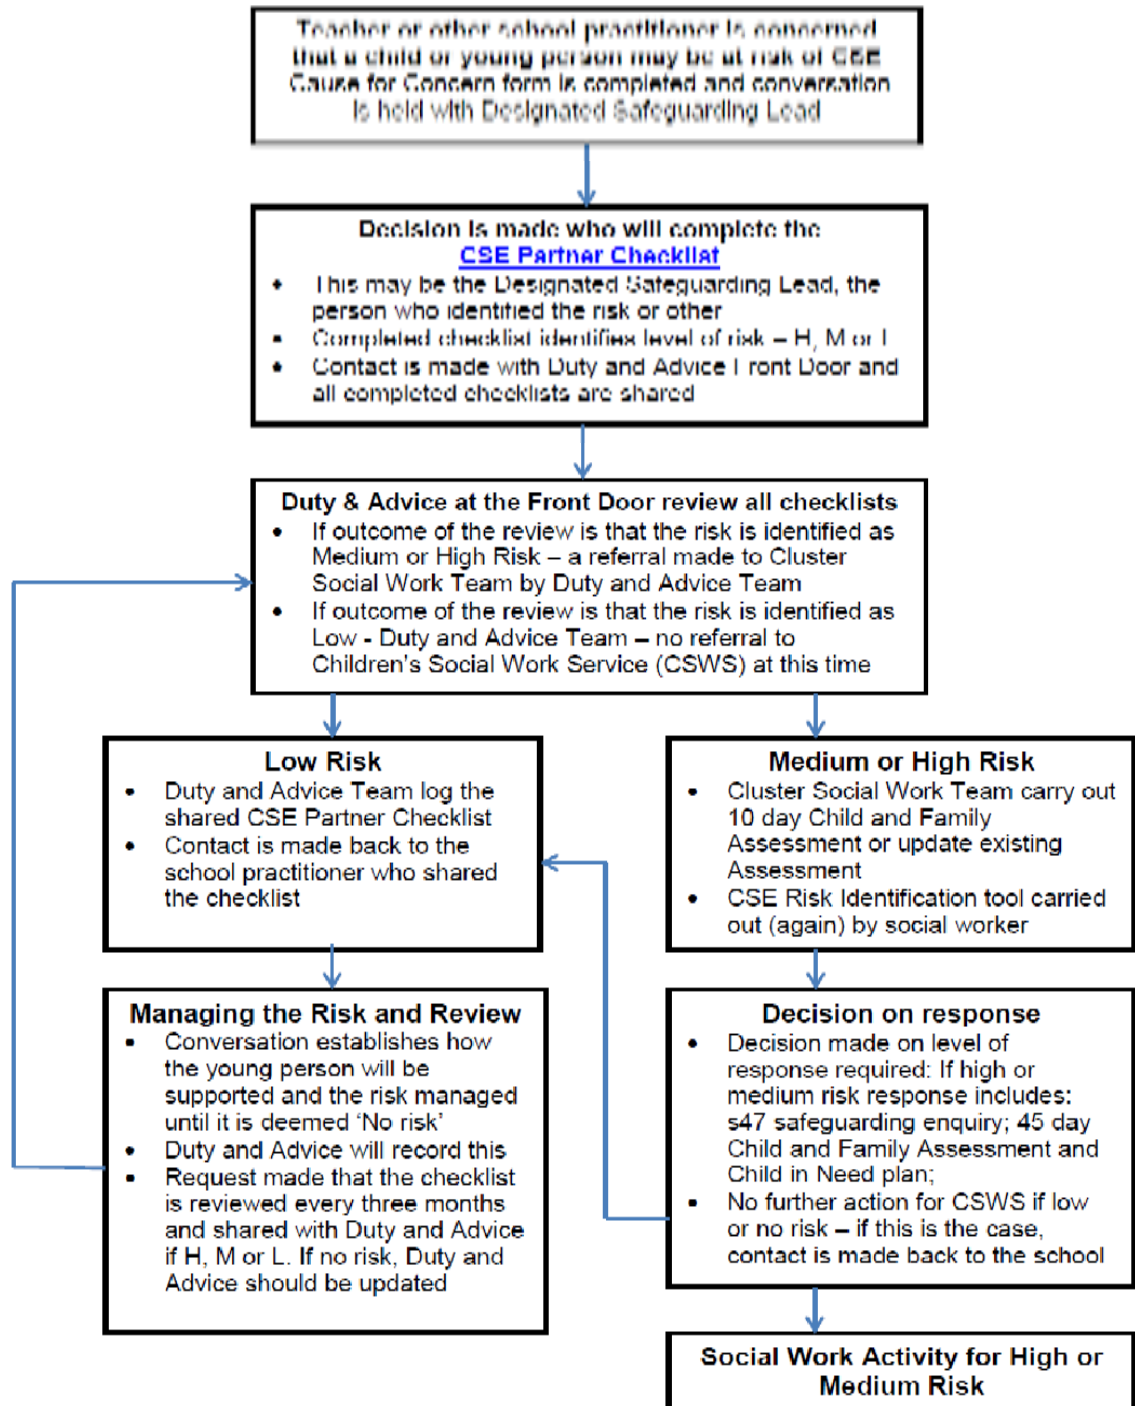 Teacher or other school practitioner is concerned
that a child or young person may be at risk of CSE
Cause for Concern form is completed and conversation
is held with Designated Safeguarding Lead
Decision is made who will complete the
CSE Partner Checklist
• This may be the Designated Safeguarding Lead, the
person who identified the risk or other
• Completed checklist identifies level of risk – H, M or L
• Contact is made with Duty and Advice Front Door and
all completed checklists are shared
Duty & Advice at the Front Door review all checklists
• If outcome of the review is that the risk is identified as
Medium or High Risk – a referral made to Cluster
Social Work Team by Duty and Advice Team
• If outcome of the review is that the risk is identified as
Low - Duty and Advice Team – no referral to
Children's Social Work Service (CSWS) at this time
Low Risk
• Duty and Advice Team log the
shared CSE Partner Checklist
• Contact is made back to the
school practitioner who shared
the checklist
Managing the Risk and Review
• Conversation establishes how
the young person will be
supported and the risk managed
until it is deemed 'No risk'
• Duty and Advice will record this
• Request made that the checklist
is reviewed every three months
and shared with Duty and Advice
if H, M or L. If no risk, Duty and
Advice should be updated
Medium or High Risk
• Cluster Social Work Team carry out
10 day Child and Family
Assessment or update existing
Assessment
• CSE Risk Identification tool carried
out (again) by social worker
Decision on response
• Decision made on level of
response required: If high or
medium risk response includes:
s47 safeguarding enquiry; 45 day
Child and Family Assessment and
Child in Need plan;
• No further action for CSWS if low
or no risk – if this is the case,
contact is made back to the school
Social Work Activity for High or
Medium Risk